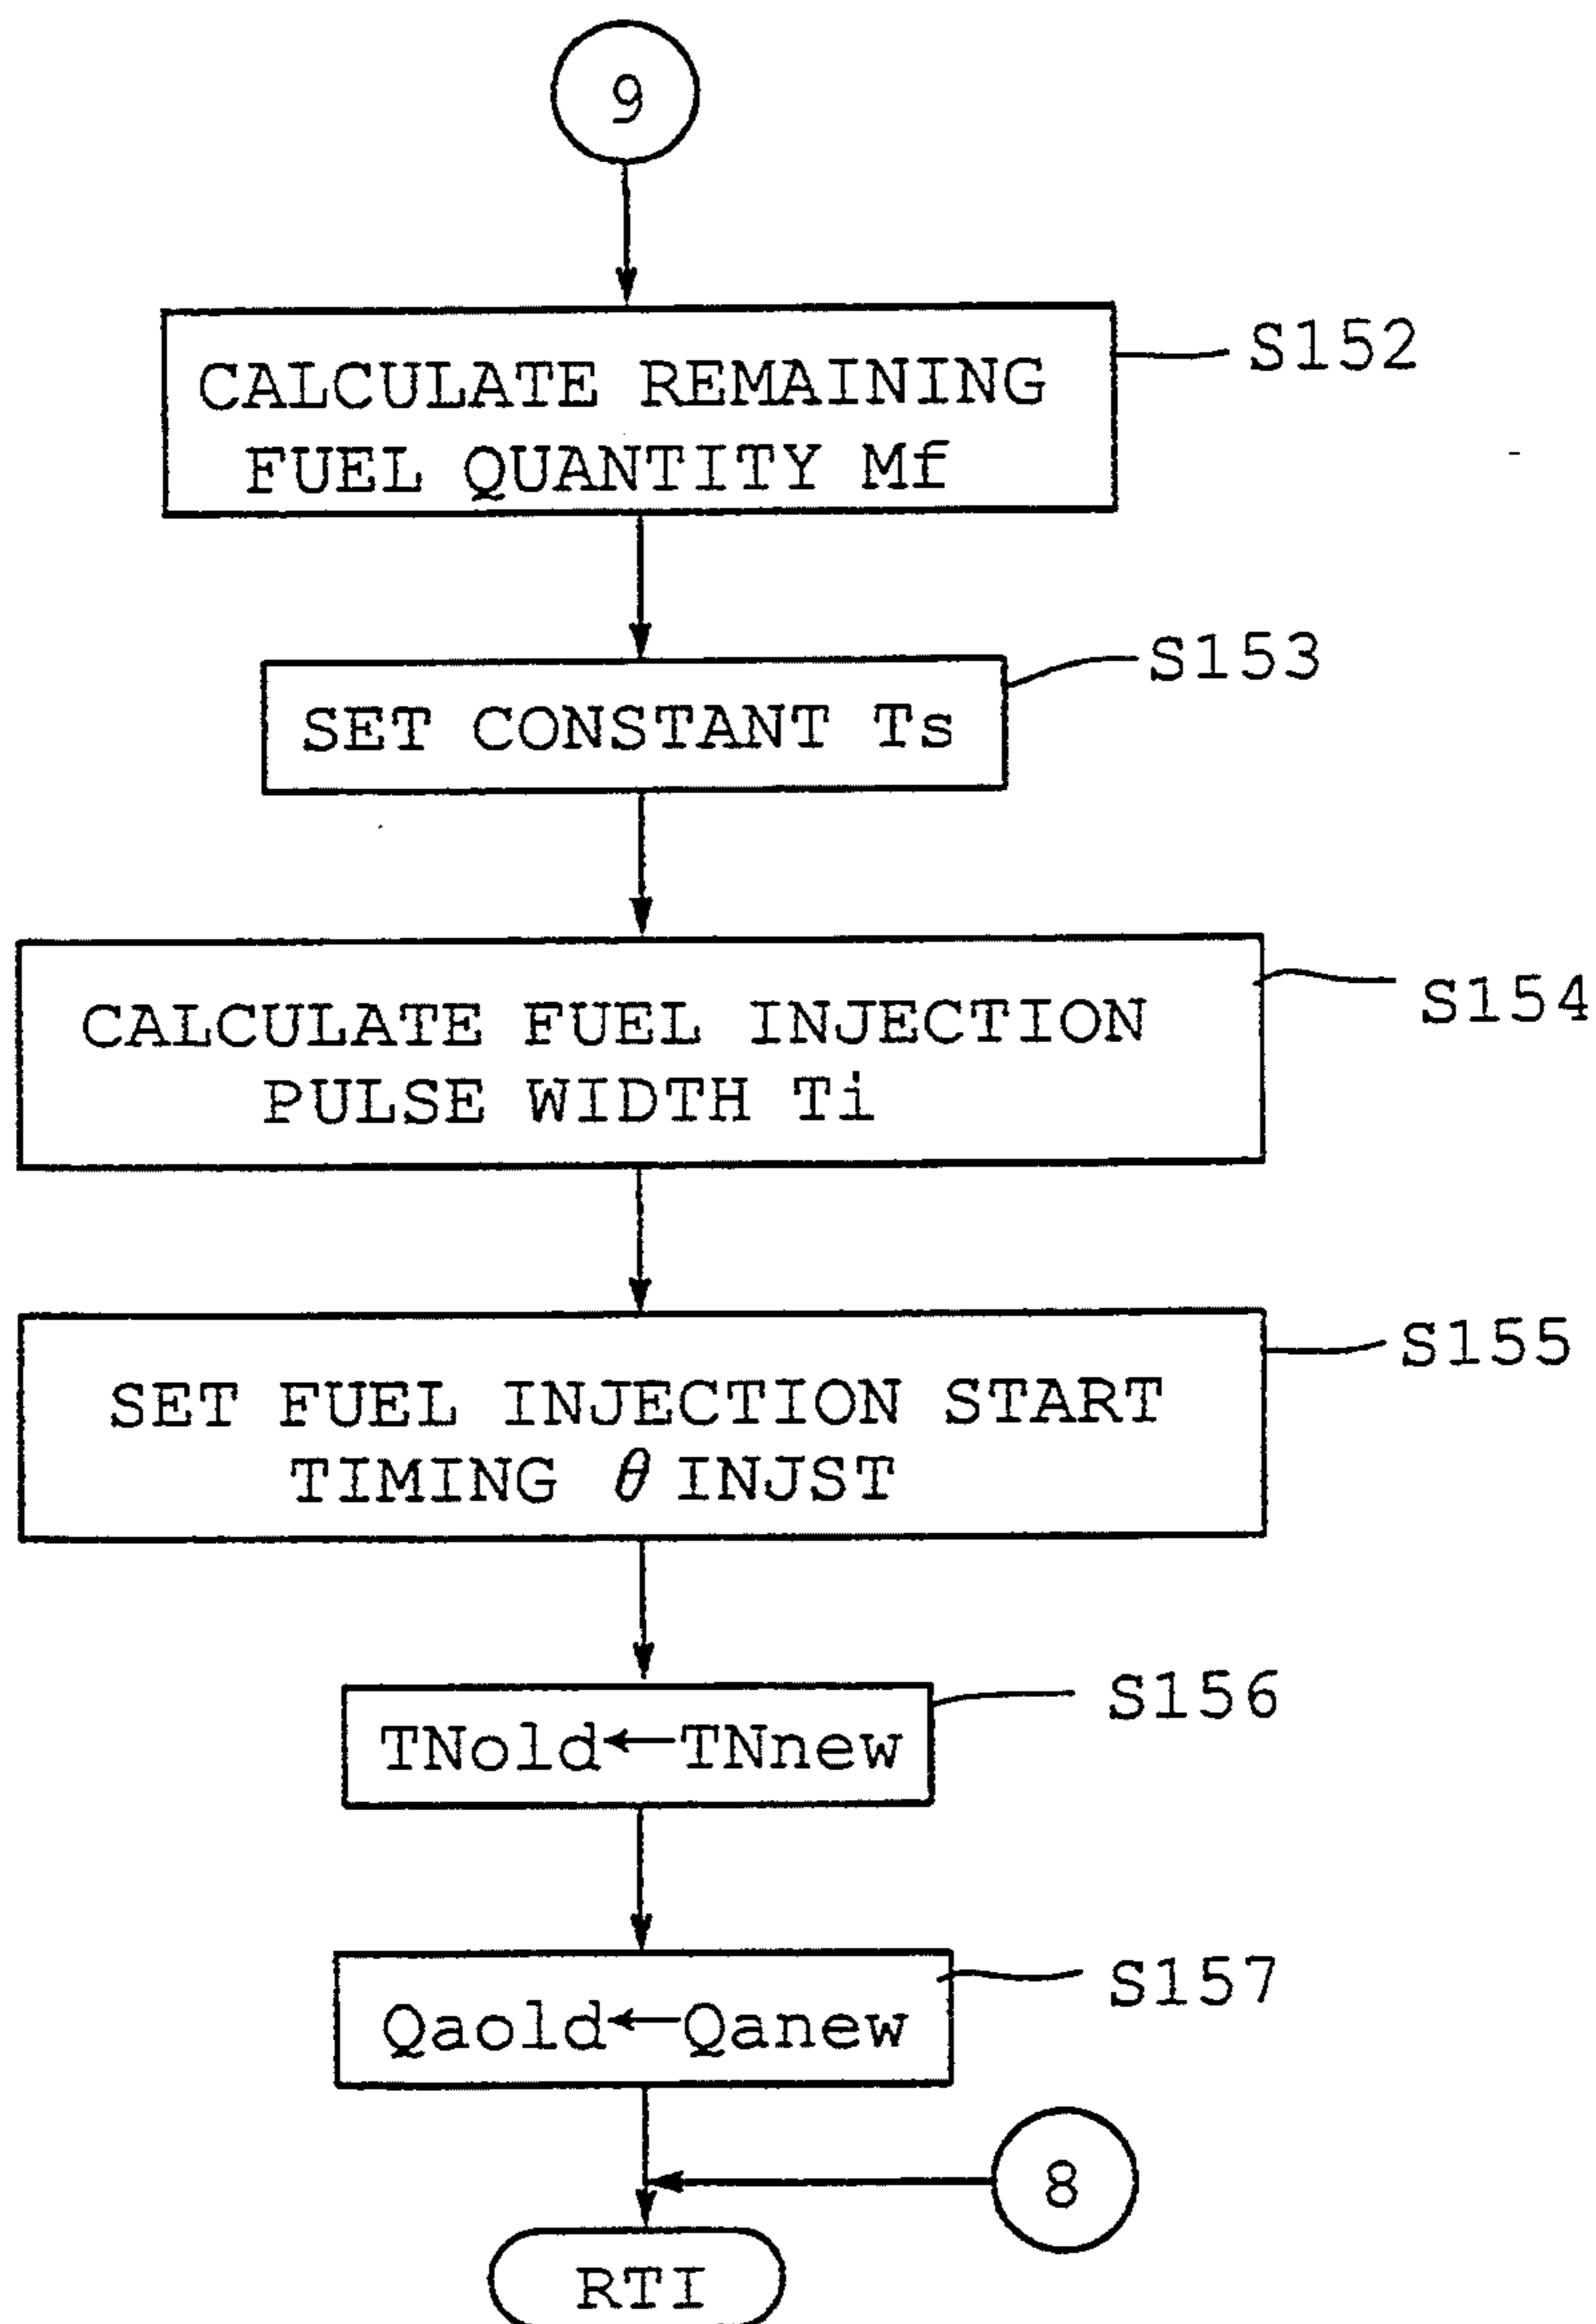 9
CALCULATE REMAINING
FUEL QUANTITY Mf
S152
SET CONSTANT Ts
S153
CALCULATE FUEL INJECTION
PULSE WIDTH Ti
S154
SET FUEL INJECTION START
TIMING θ INJST
S155
TNold←TNnew
S156
Qaold←Qanew
S157
8
RTI